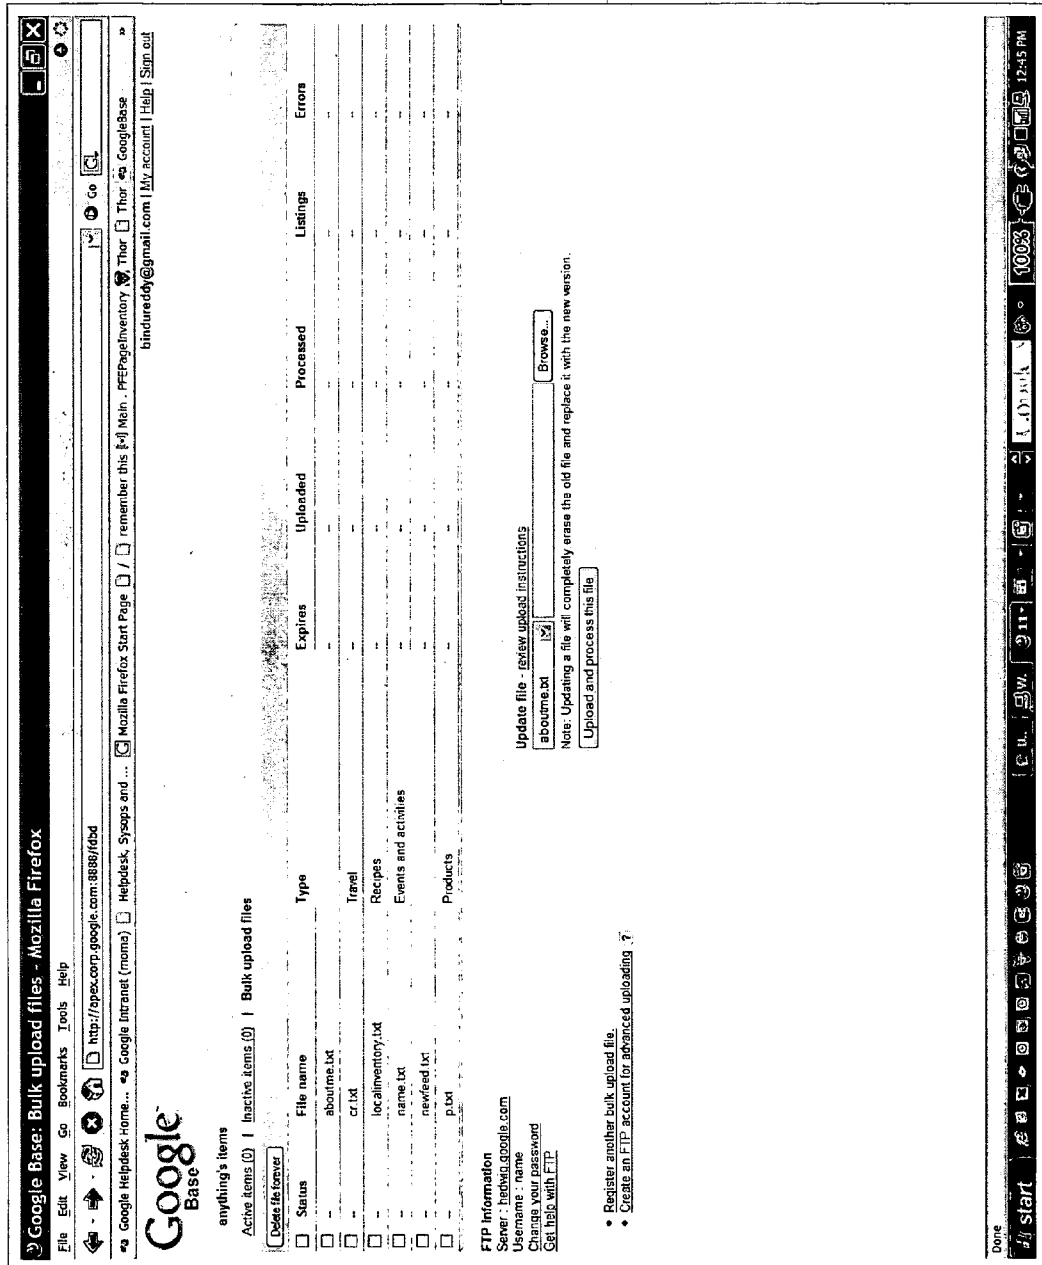 Google Base: Bulk upload files - Mozilla Firefox
File Edit View Go Bookmarks Tools Help
http://apex.corp.google.com:8888/fdbd Go
Google Helpdesk Home... Google Intranet (moma) Helpdesk, Sysops and ... Mozilla Firefox Start Page / remember this Main . PFEPageInventory Thor Thor GoogleBase »
bindureddy@gmail.com | My account | Help | Sign out
Google Base
anything's items
Active items (0) | Inactive items (0) | Bulk upload files
Delete file forever
Status File name Type Expires Uploaded Processed Listings Errors
-- aboutme.txt -- -- -- -- --
-- cr.txt Travel -- -- -- -- --
-- localinventory.txt Recipes -- -- -- -- --
-- name.txt Events and activities -- -- -- -- --
-- newfeed.txt -- -- -- -- --
-- p.txt Products -- -- -- -- --
FTP Information
Server : hedwig.google.com
Username : name
Change your password
Get help with FTP
Update file - review upload instructions
aboutme.txt Browse...
Note: Updating a file will completely erase the old file and replace it with the new version.
Upload and process this file
• Register another bulk upload file.
• Create an FTP account for advanced uploading ?
Done
start 11 100% 12:45 PM